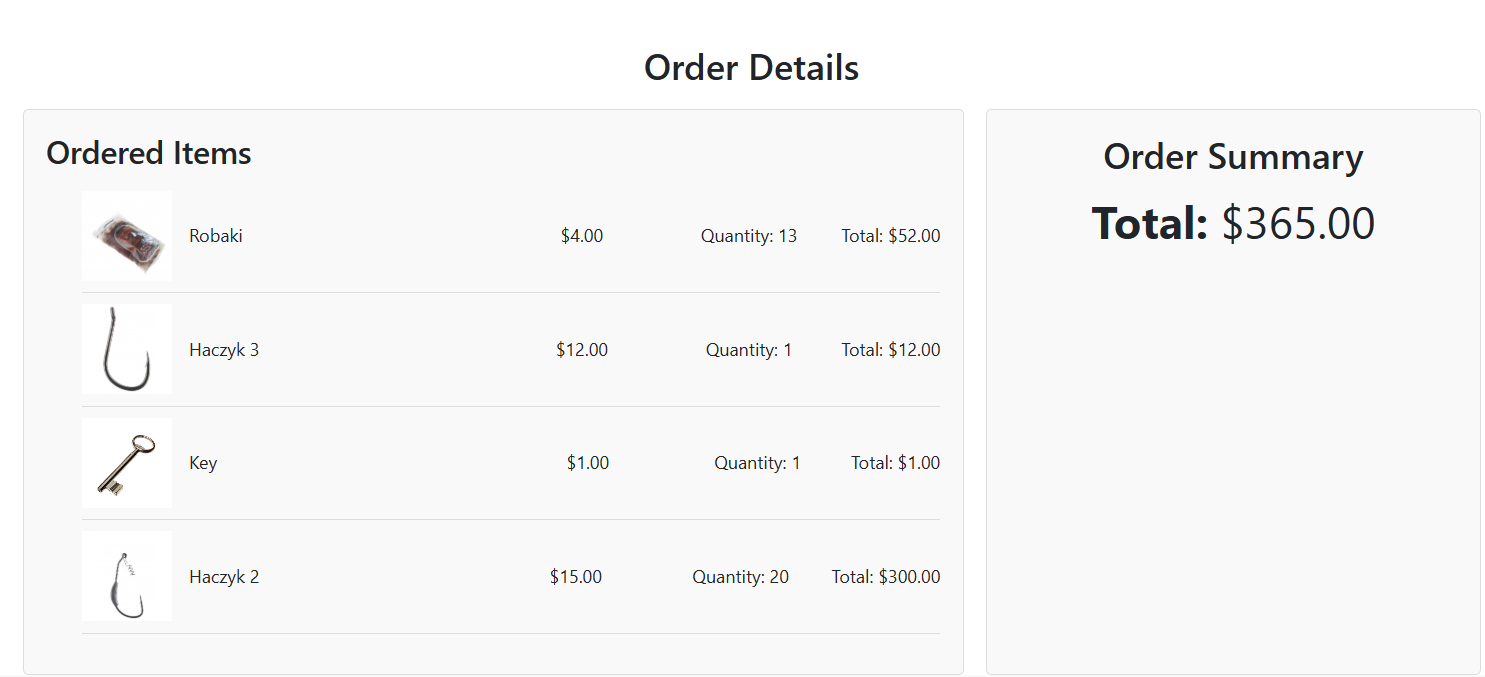 Order Details
Ordered Items
Robaki $4.00 Quantity: 13 Total: $52.00
Haczyk 3 $12.00 Quantity: 1 Total: $12.00
Key $1.00 Quantity: 1 Total: $1.00
Haczyk 2 $15.00 Quantity: 20 Total: $300.00
Order Summary
Total: $365.00